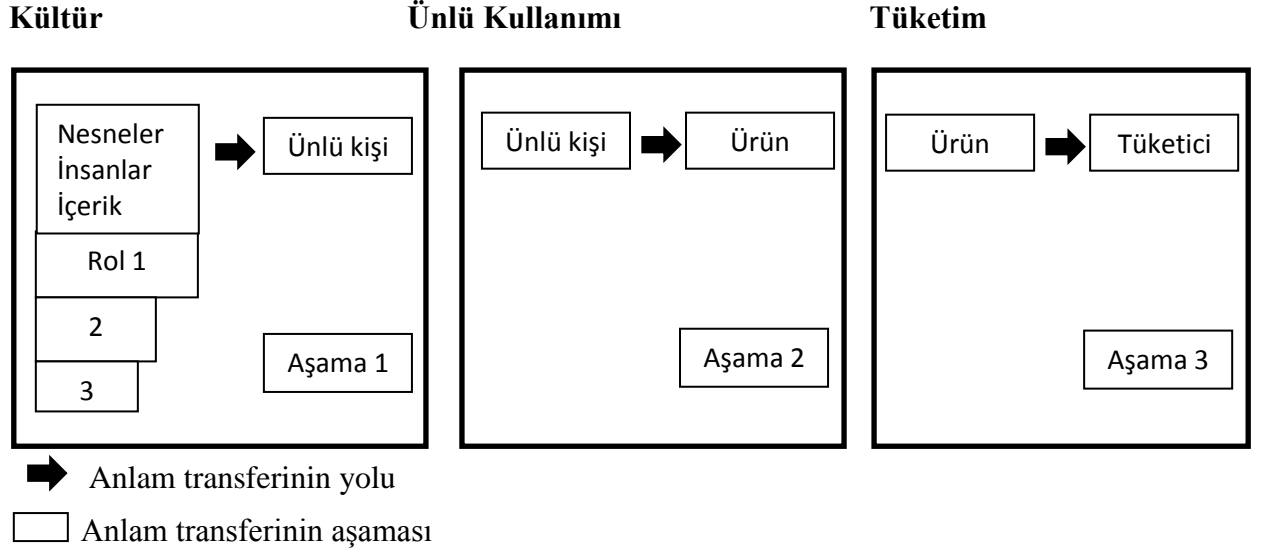 Kültür
Ünlü Kullanımı
Tüketim
Nesneler
İnsanlar
İçerik
Rol 1
2
3
Ünlü kişi
Aşama 1
Ünlü kişi
Ürün
Aşama 2
Ürün
Tüketici
Aşama 3
Anlam transferinin yolu
Anlam transferinin aşaması